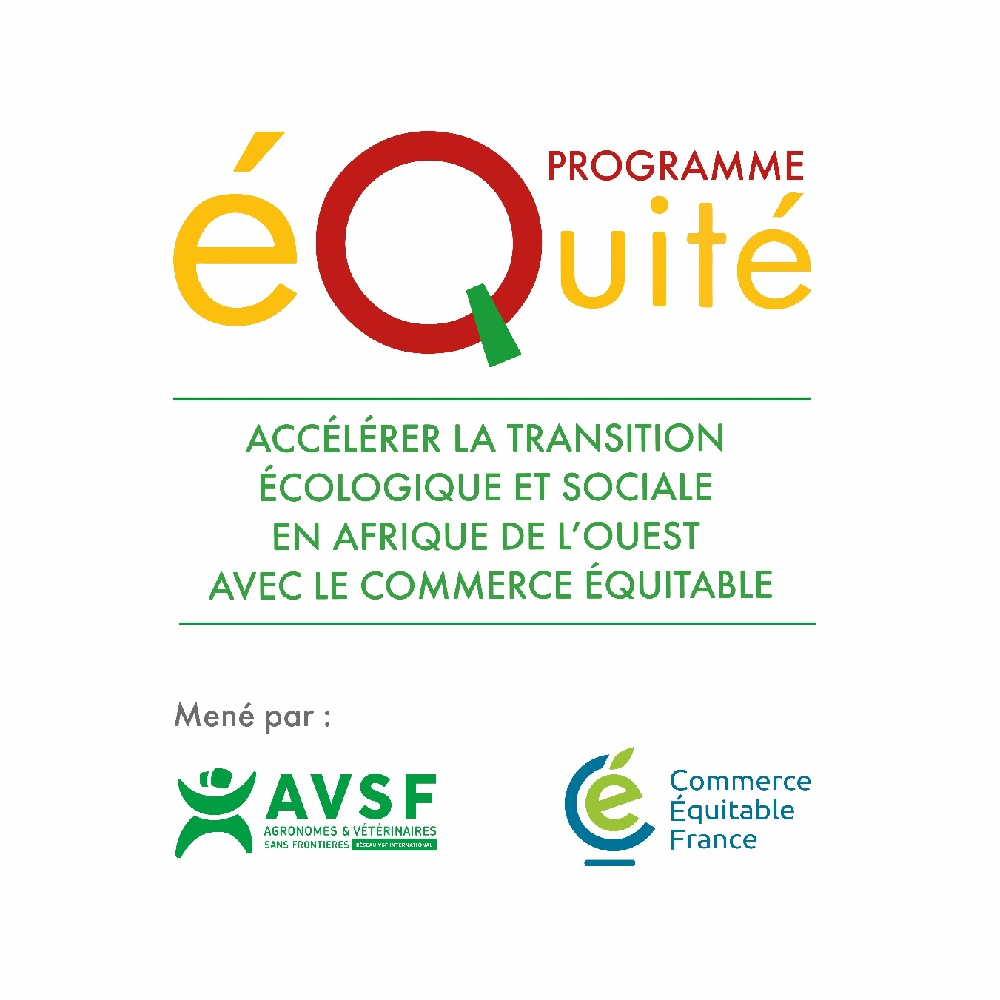 PROGRAMME
éQuité
ACCÉLÉRER LA TRANSITION
ÉCOLOGIQUE ET SOCIALE
EN AFRIQUE DE L'OUEST
AVEC LE COMMERCE ÉQUITABLE
Mené par :
AVSF
AGRONOMES & VÉTÉRINAIRES
SANS FRONTIÈRES RÉSEAU VSF INTERNATIONAL
Cé
Commerce
Équitable
France